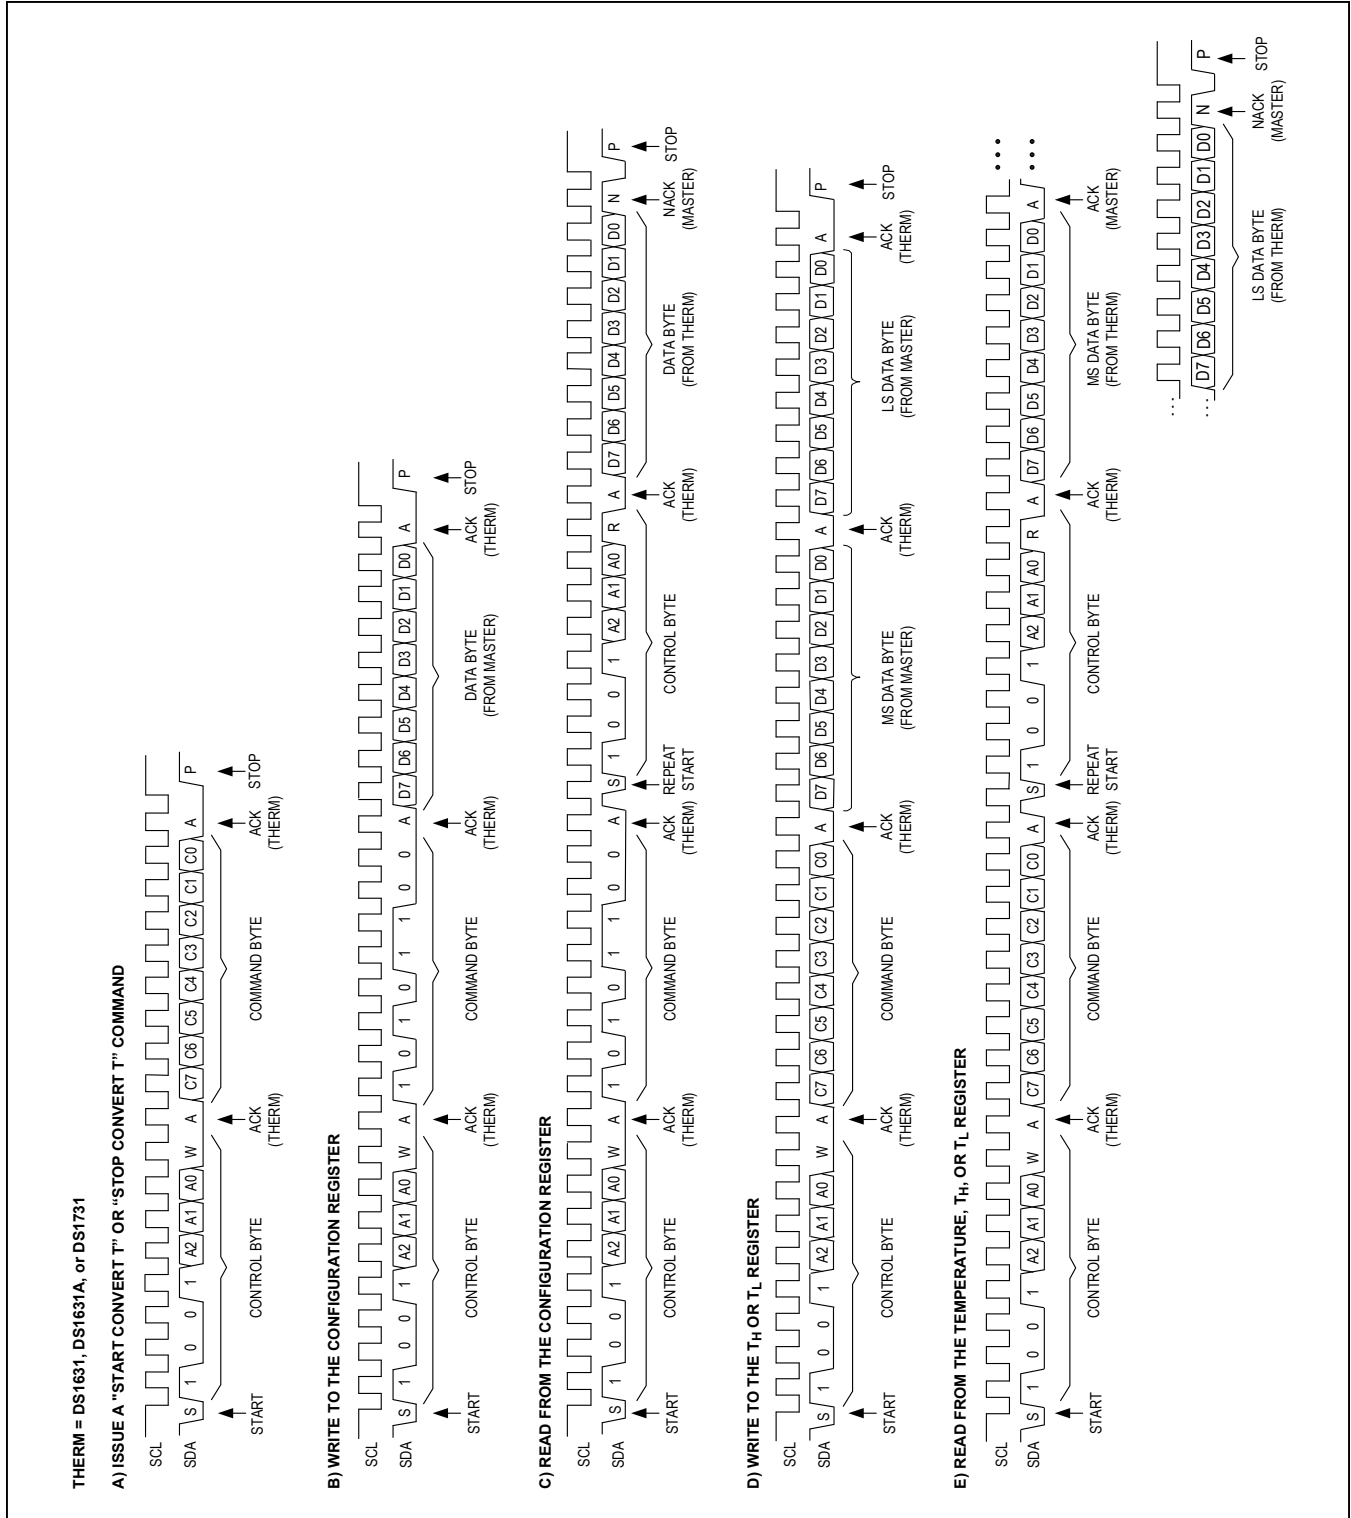 THERM = DS1631, DS1631A, or DS1731
A) ISSUE A "START CONVERT T" OR “STOP CONVERT T” COMMAND
SCL
SDA S 1 0 0 1 A2 A1 A0 W A C7 C6 C5 C4 C3 C2 C1 C0 A P
START CONTROL BYTE ACK COMMAND BYTE ACK STOP
(THERM) (THERM)
B) WRITE TO THE CONFIGURATION REGISTER
SCL
SDA S 1 0 0 1 A2 A1 A0 W A 1 0 1 0 1 1 0 0 A D7 D6 D5 D4 D3 D2 D1 D0 A P
START CONTROL BYTE ACK COMMAND BYTE ACK DATA BYTE ACK STOP
(THERM) (THERM) (FROM MASTER) (THERM)
C) READ FROM THE CONFIGURATION REGISTER
SCL
SDA S 1 0 0 1 A2 A1 A0 W A 1 0 1 0 1 1 0 0 A S 1 0 0 1 A2 A1 A0 R A D7 D6 D5 D4 D3 D2 D1 D0 N P
START CONTROL BYTE ACK COMMAND BYTE ACK REPEAT CONTROL BYTE ACK DATA BYTE NACK STOP
(THERM) (THERM) START (THERM) (FROM THERM) (MASTER)
D) WRITE TO THE TH OR TL REGISTER
SCL
SDA S 1 0 0 1 A2 A1 A0 W A C7 C6 C5 C4 C3 C2 C1 C0 A D7 D6 D5 D4 D3 D2 D1 D0 A D7 D6 D5 D4 D3 D2 D1 D0 A P
START CONTROL BYTE ACK COMMAND BYTE ACK MS DATA BYTE ACK LS DATA BYTE ACK STOP
(THERM) (THERM) (FROM MASTER) (THERM) (FROM MASTER) (THERM)
E) READ FROM THE TEMPERATURE, TH, OR TL REGISTER
SCL ...
SDA S 1 0 0 1 A2 A1 A0 W A C7 C6 C5 C4 C3 C2 C1 C0 A S 1 0 0 1 A2 A1 A0 R A D7 D6 D5 D4 D3 D2 D1 D0 A ...
START CONTROL BYTE ACK COMMAND BYTE ACK REPEAT CONTROL BYTE ACK MS DATA BYTE ACK
(THERM) (THERM) START (THERM) (FROM THERM) (MASTER)
...
... D7 D6 D5 D4 D3 D2 D1 D0 N P
LS DATA BYTE NACK STOP
(FROM THERM) (MASTER)